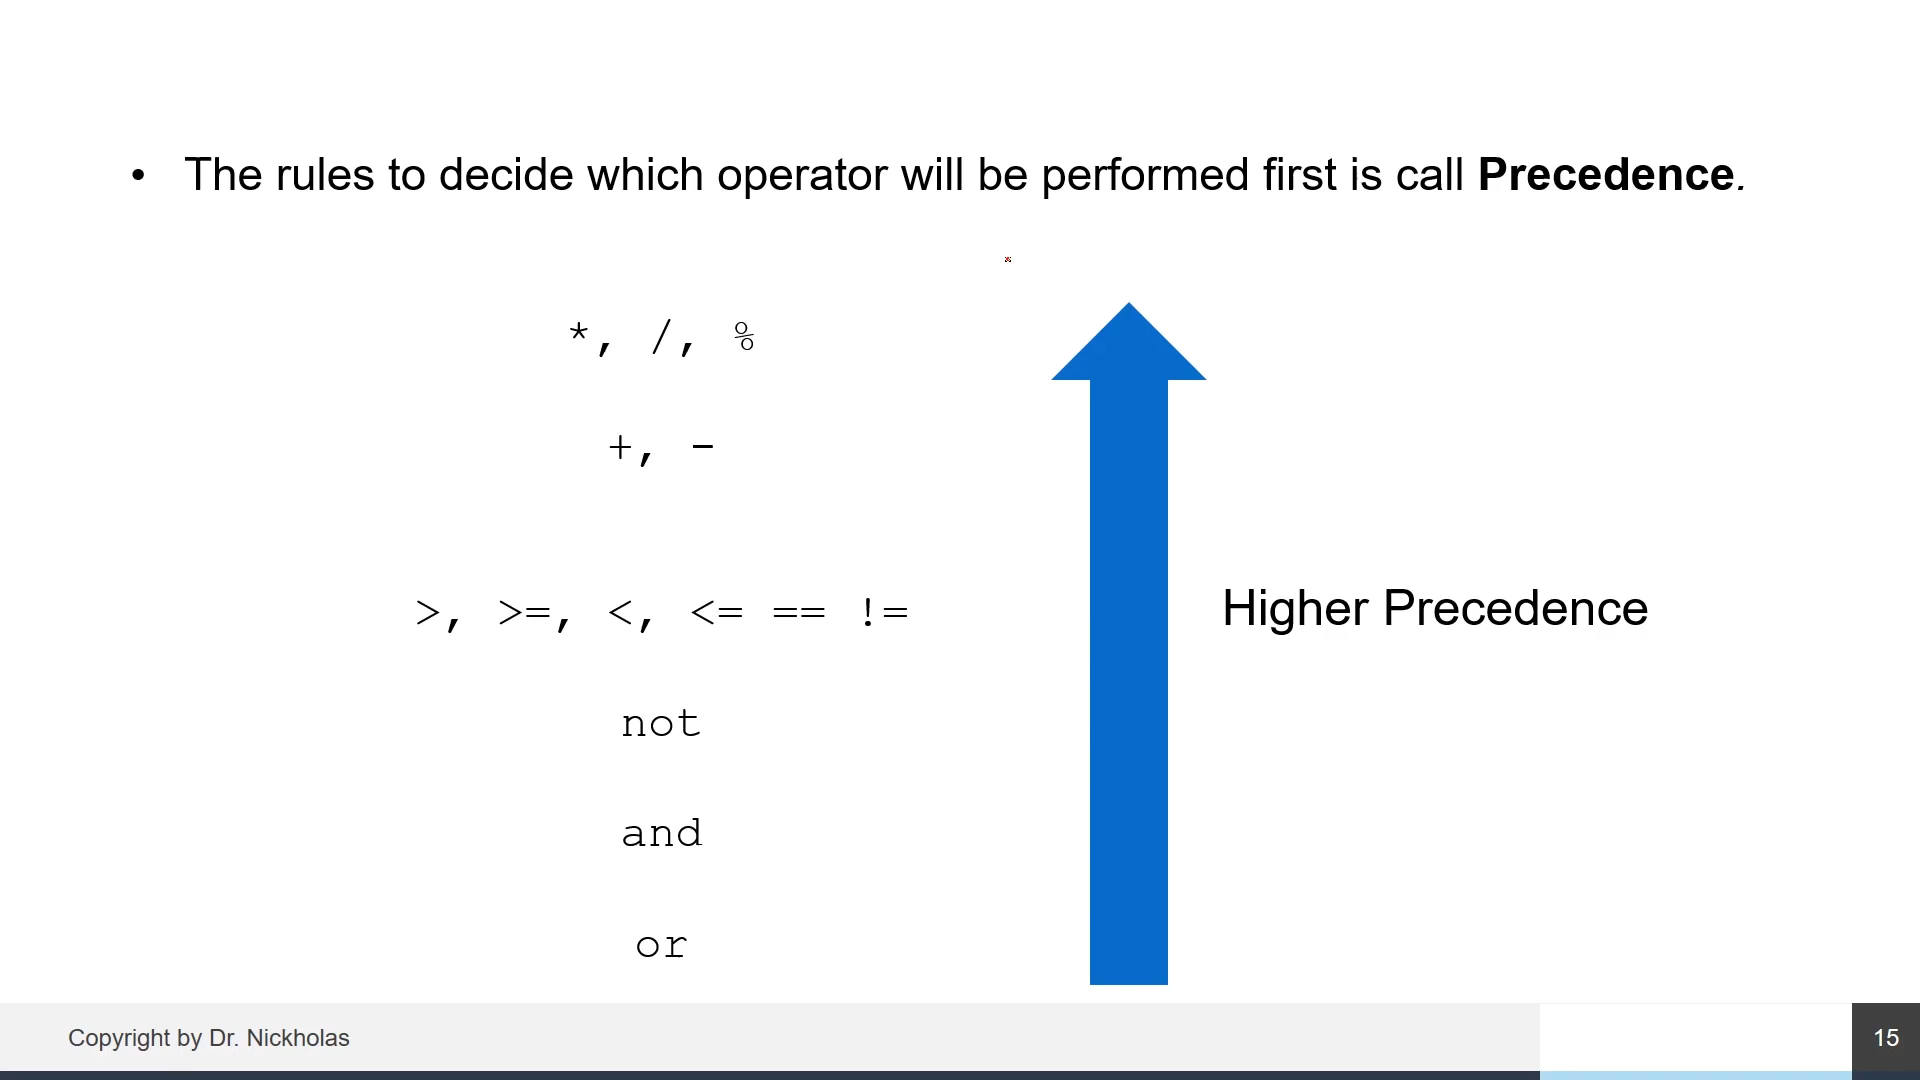 • The rules to decide which operator will be performed first is call Precedence.
*, /, %
+, -
>, >=, <, <= == !=
Higher Precedence
not
and
or
Copyright by Dr. Nickholas
15